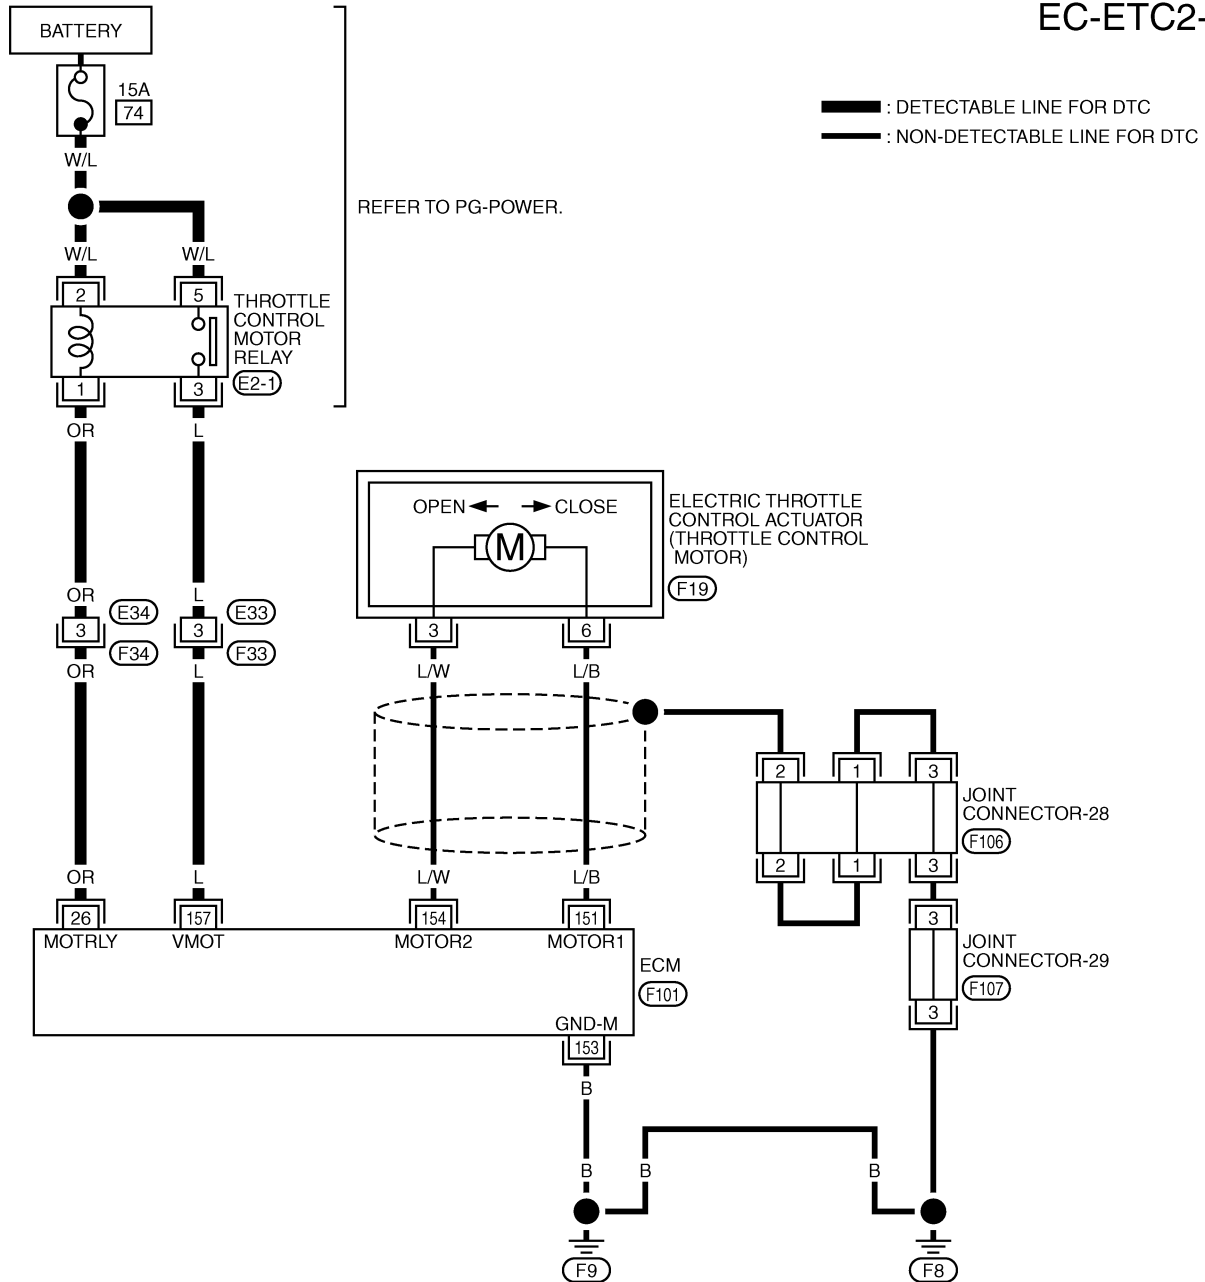 EC-ETC2-
BATTERY
15A
74
: DETECTABLE LINE FOR DTC
: NON-DETECTABLE LINE FOR DTC
W/L
REFER TO PG-POWER.
W/L
W/L
2
5
THROTTLE
CONTROL
MOTOR
RELAY
E2-1
1
3
OR
L
OPEN
CLOSE
M
ELECTRIC THROTTLE
CONTROL ACTUATOR
(THROTTLE CONTROL
MOTOR)
F19
OR
L
E34
E33
3
3
3
6
F34
F33
OR
L
L/W
L/B
2
1
3
JOINT
CONNECTOR-28
F106
2
1
3
OR
L
L/W
L/B
26
157
154
151
3
MOTRLY
VMOT
MOTOR2
MOTOR1
JOINT
CONNECTOR-29
F107
ECM
F101
3
GND-M
153
B
B
B
B
F9
F8